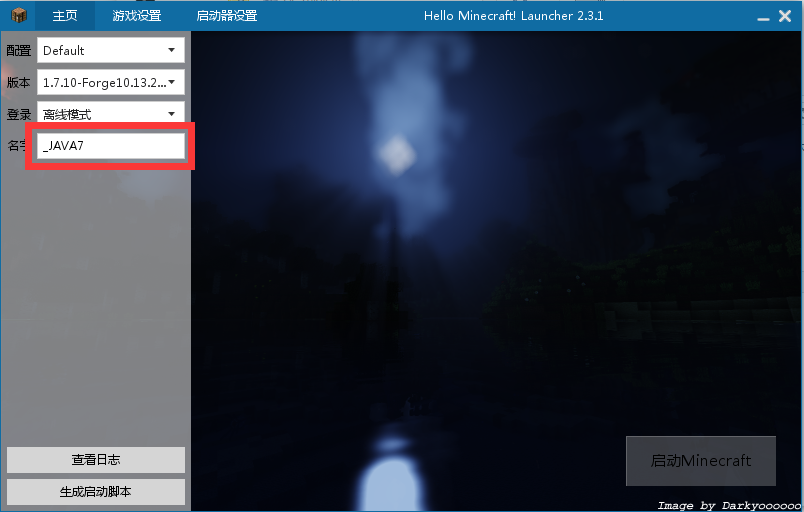 主页 游戏设置 启动器设置 Hello Minecraft! Launcher 2.3.1
配置 Default
版本 1.7.10-Forge10.13.2...
登录 离线模式
名字 _JAVA7
查看日志
生成启动脚本
启动Minecraft
Image by Darkyoooooo